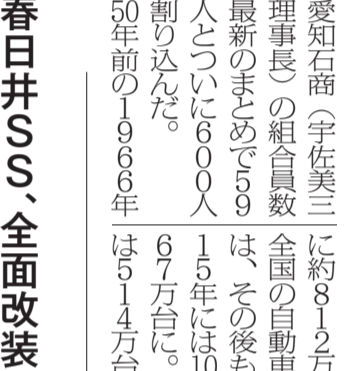 愛知石商（宇佐美三
理事長）の組合員数
最新のまとめで５９
人とついに６００人
割り込んだ。
50年前の１９６６年
に約８１２万
全国の自動車
は、その後も
１５年には10
６７万台に。
は５１４万台
春日井ＳＳ、全面改装